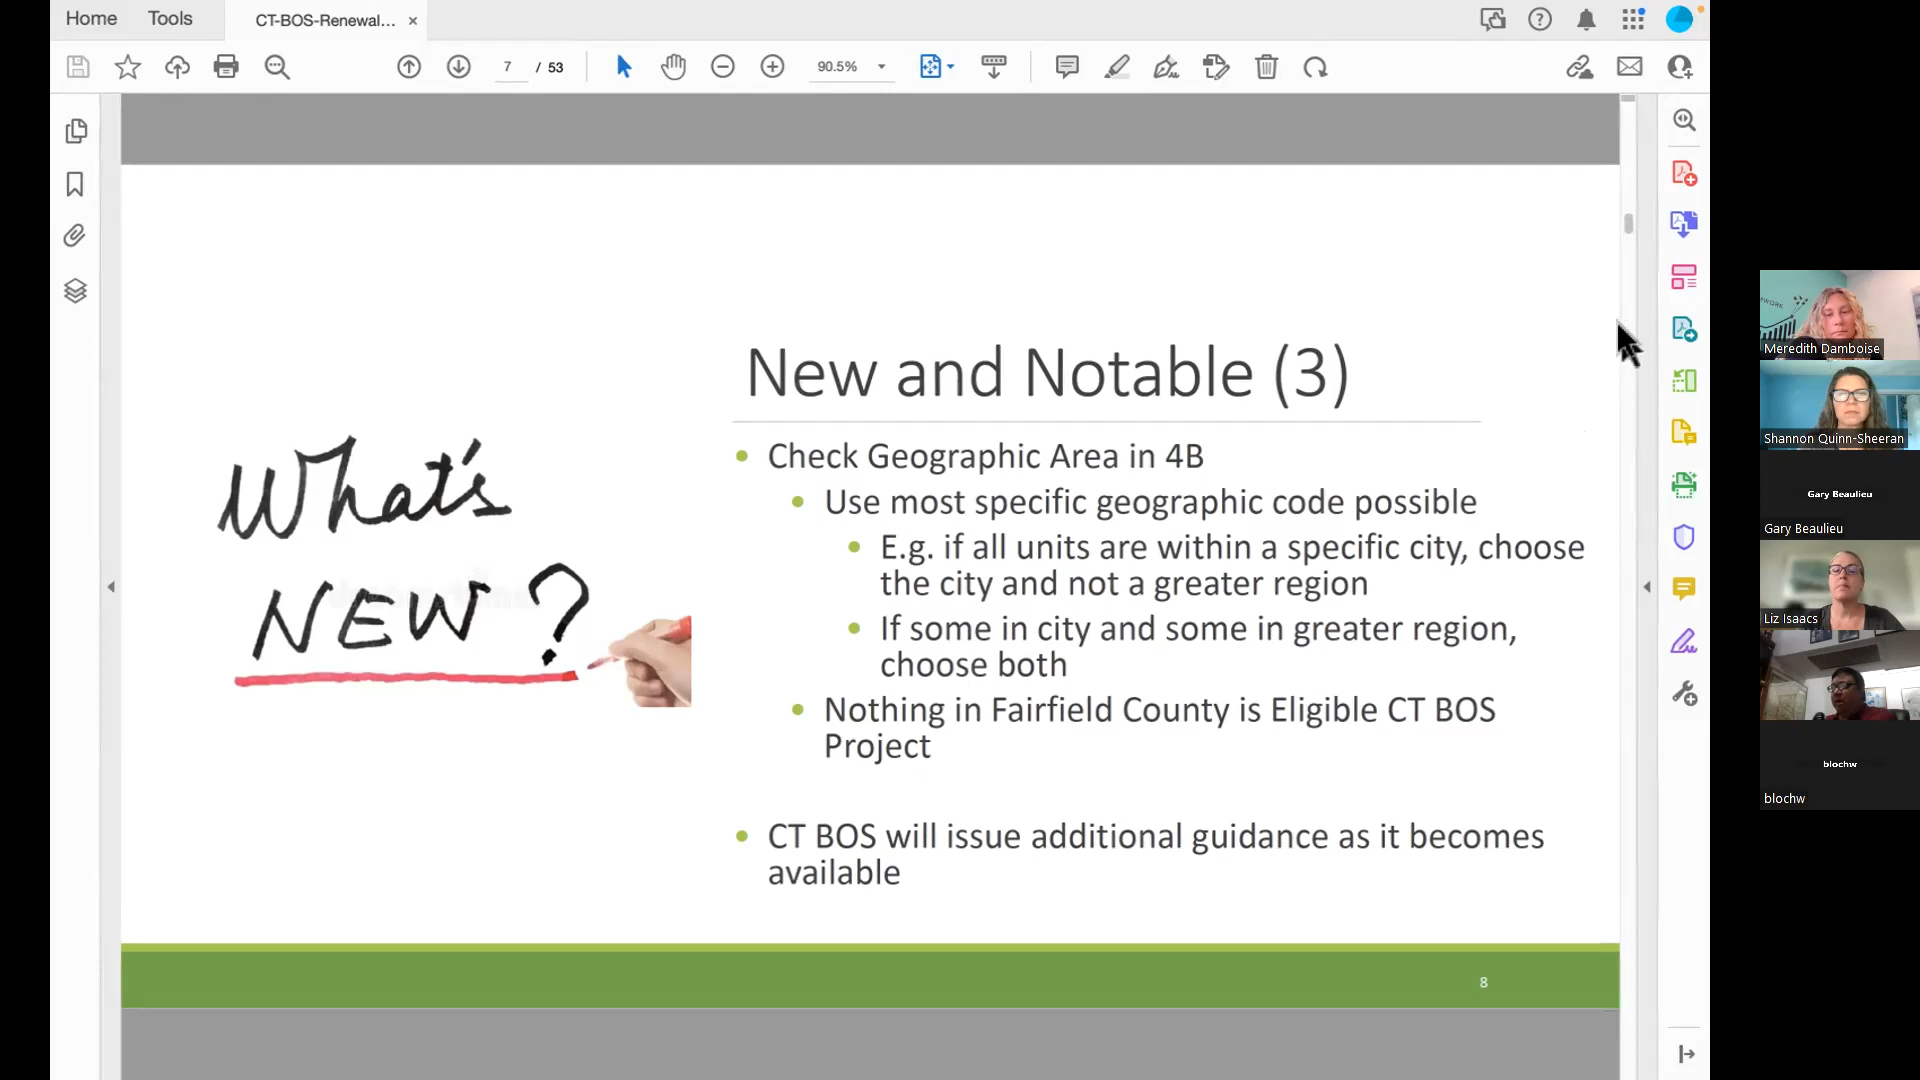 Home
Tools
CT-BOS-Renewal...
7 / 53
90.5%
What's
NEW?
New and Notable (3)
Check Geographic Area in 4B
Use most specific geographic code possible
E.g. if all units are within a specific city, choose
the city and not a greater region
If some in city and some in greater region,
choose both
Nothing in Fairfield County is Eligible CT BOS
Project
CT BOS will issue additional guidance as it becomes
available
8
Meredith Damboise
Shannon Quinn-Sheeran
Gary Beaulieu
Gary Beaulieu
Liz Isaacs
blochw
blochw